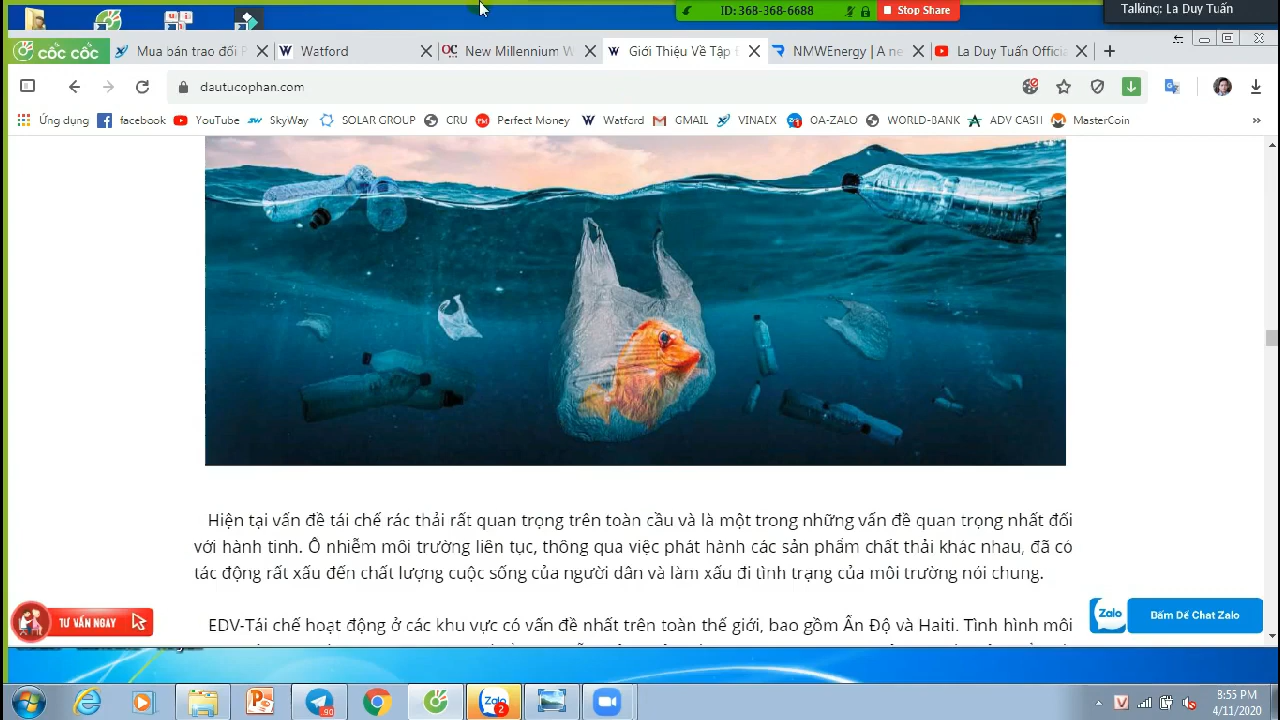 ID: 368-368-6688
Stop Share
Talking: La Duy Tuấn
cốc cốc
Mua bán trao đổi
Watford
New Millennium W
Giới Thiệu Về Tập
NMWEnergy | A ne
La Duy Tuấn Officia
dautucophan.com
Ứng dụng
facebook
YouTube
SkyWay
SOLAR GROUP
CRU
Perfect Money
Watford
GMAIL
VINAEX
OA-ZALO
WORLD-BANK
ADV CASH
MasterCoin
Hiện tại vấn đề tái chế rác thải rất quan trọng trên toàn cầu và là một trong những vấn đề quan trọng nhất đối
với hành tinh. Ô nhiễm môi trường liên tục, thông qua việc phát hành các sản phẩm chất thải khác nhau, đã có
tác động rất xấu đến chất lượng cuộc sống của người dân và làm xấu đi tình trạng của môi trường nói chung.
TƯ VẤN NGAY
Zalo
Bấm Để Chat Zalo
EDV-Tái chế hoạt động ở các khu vực có vấn đề nhất trên toàn thế giới, bao gồm Ấn Độ và Haiti. Tình hình môi
90
Zalo
2
8:55 PM
4/11/2020